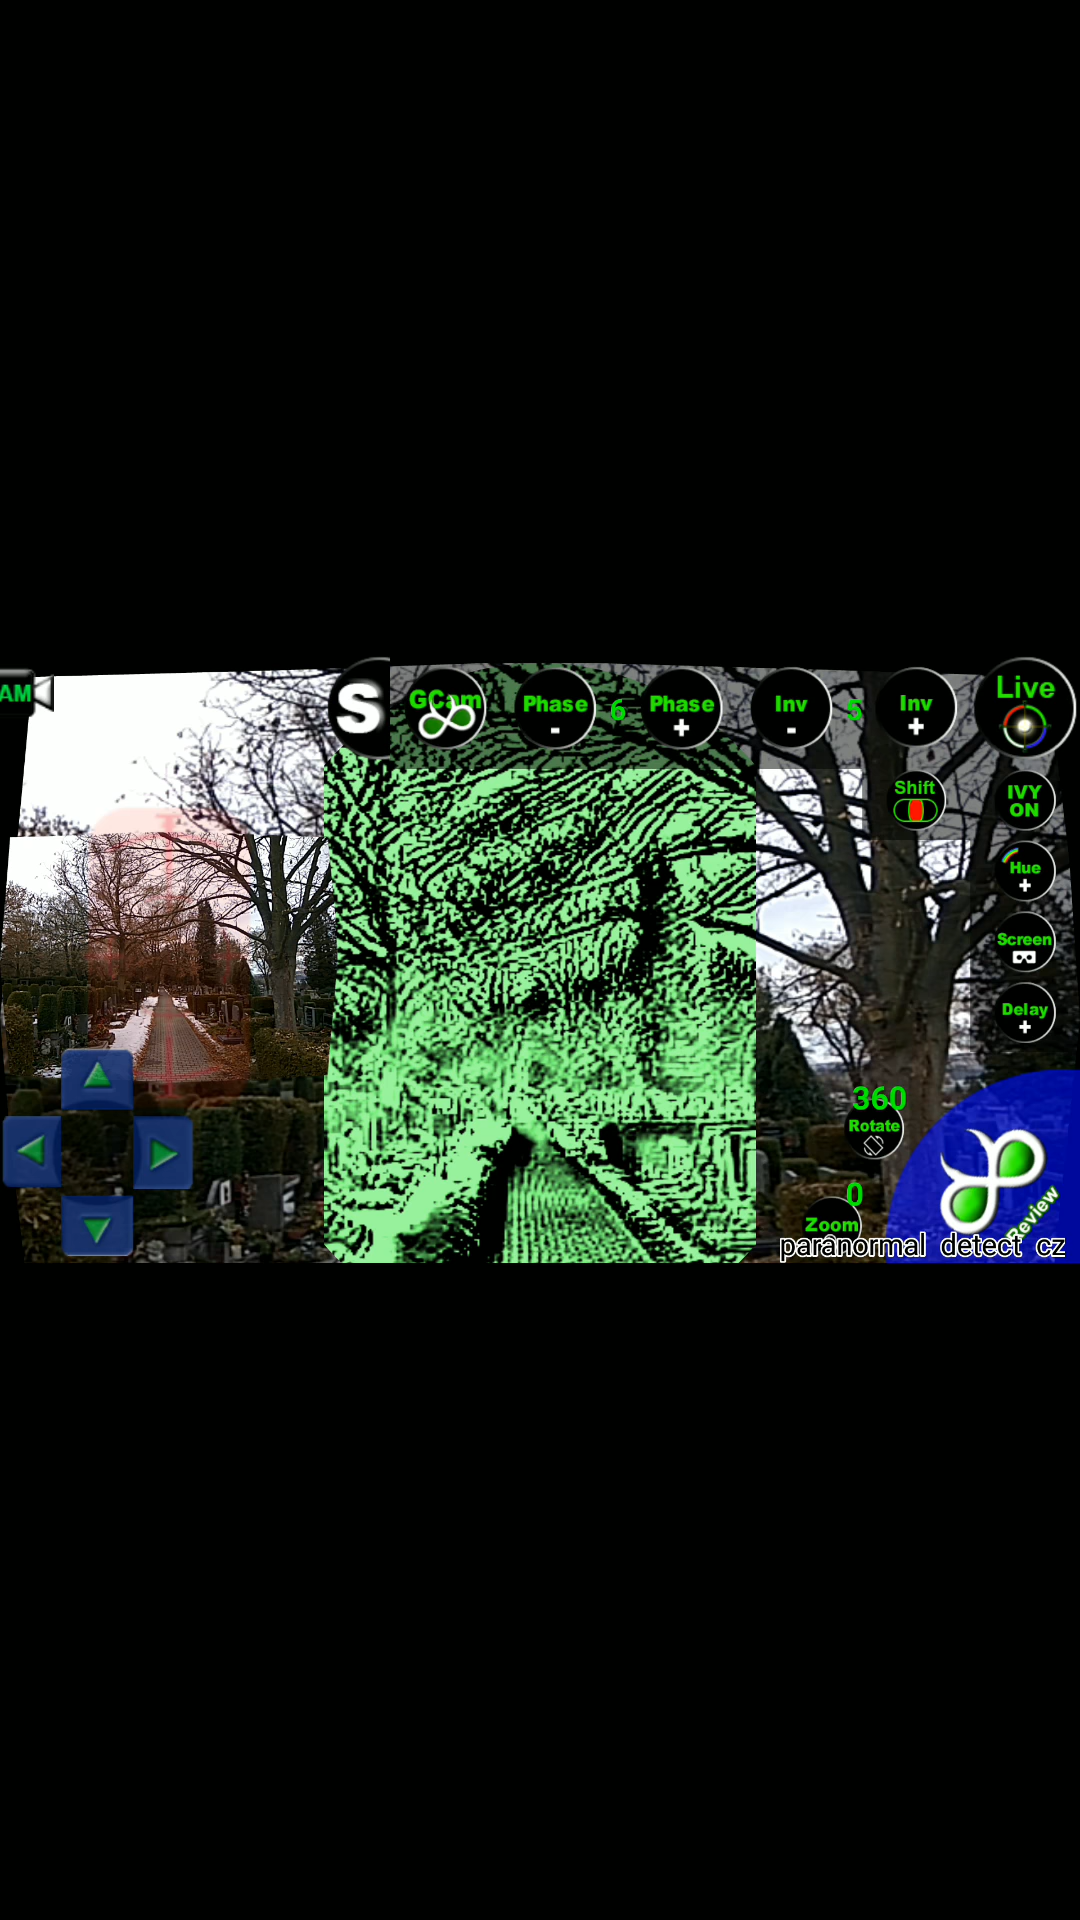 AM
S
GCam
Phase
-
6
Phase
+
Inv
-
5
Inv
+
Live
Shift
IVY
ON
Hue
+
Screen
Delay
+
360
Rotate
0
Zoom
Review
paranormal detect cz